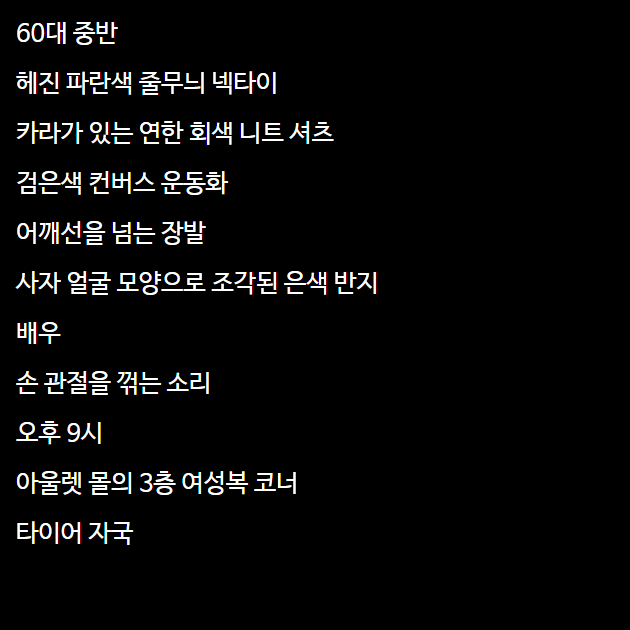 60대 중반
헤진 파란색 줄무늬 넥타이
카라가 있는 연한 회색 니트 셔츠
검은색 컨버스 운동화
어깨선을 넘는 장발
사자 얼굴 모양으로 조각된 은색 반지
배우
손 관절을 꺾는 소리
오후 9시
아울렛 몰의 3층 여성복 코너
타이어 자국